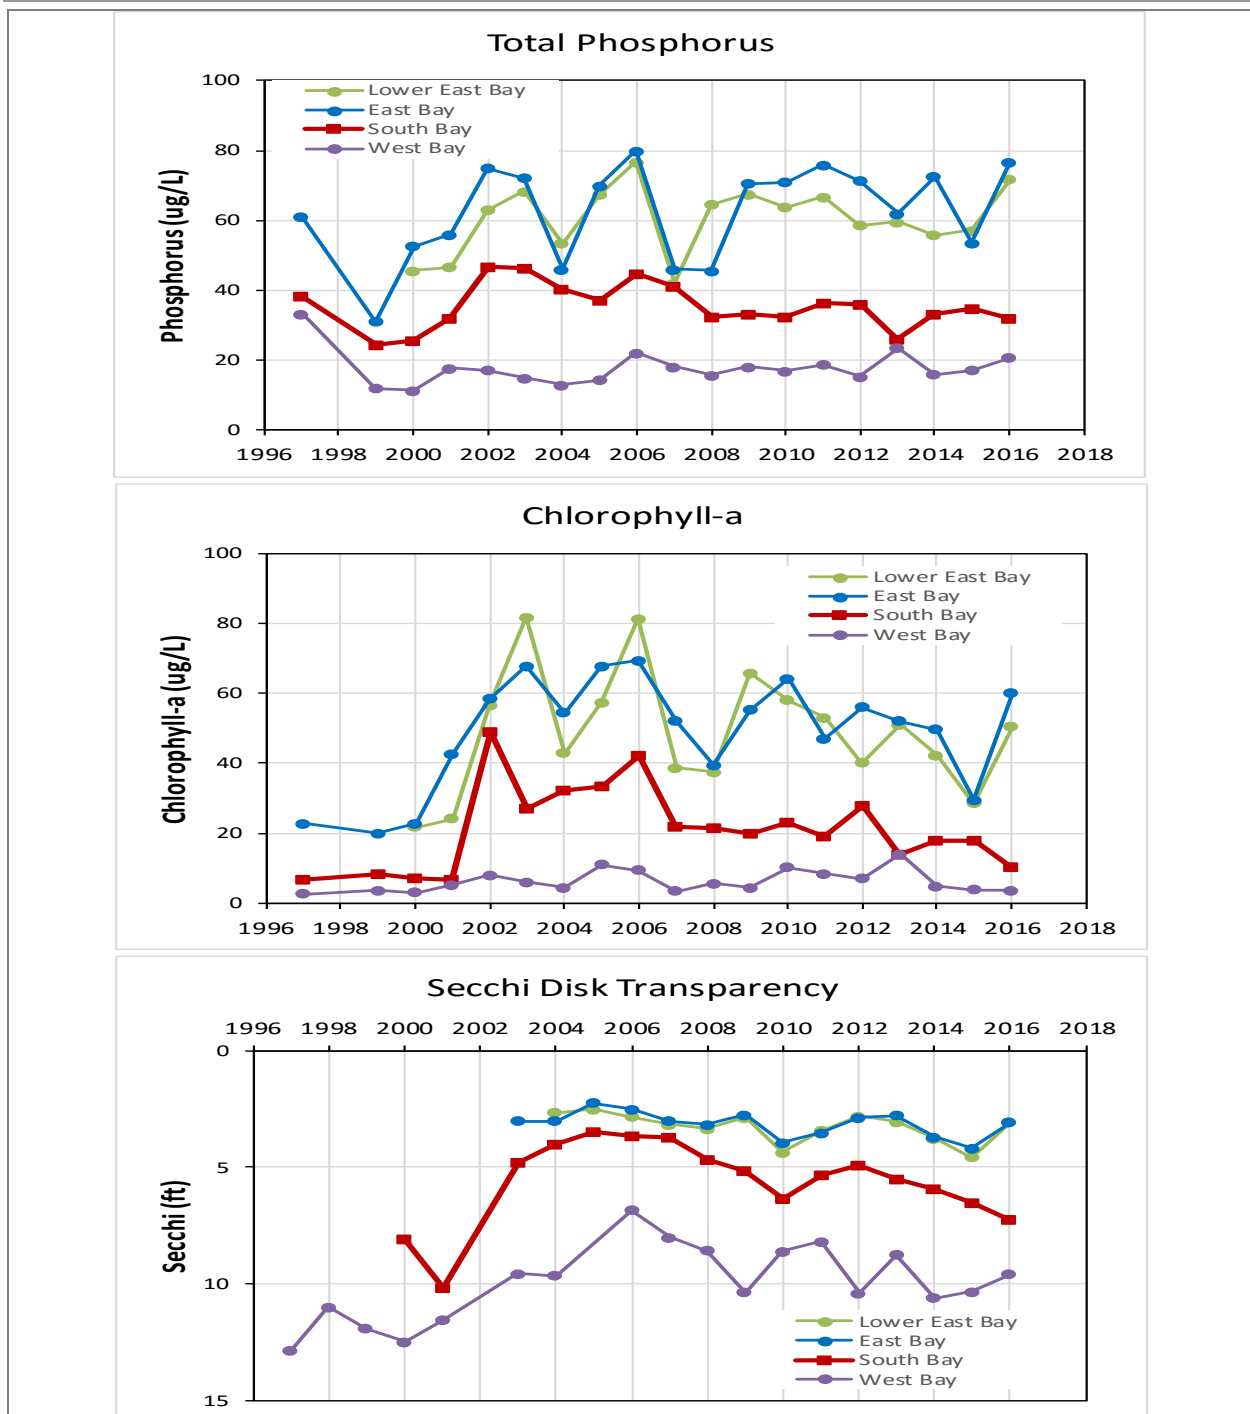 Total Phosphorus
100
80
60
40
20
0
Phosphorus (ug/L)
Lower East Bay
East Bay
South Bay
West Bay
1996 1998 2000 2002 2004 2006 2008 2010 2012 2014 2016 2018
Chlorophyll-a
100
80
60
40
20
0
Chlorophyll-a (ug/L)
Lower East Bay
East Bay
South Bay
West Bay
1996 1998 2000 2002 2004 2006 2008 2010 2012 2014 2016 2018
Secchi Disk Transparency
1996 1998 2000 2002 2004 2006 2008 2010 2012 2014 2016 2018
0
5
10
15
Secchi (ft)
Lower East Bay
East Bay
South Bay
West Bay